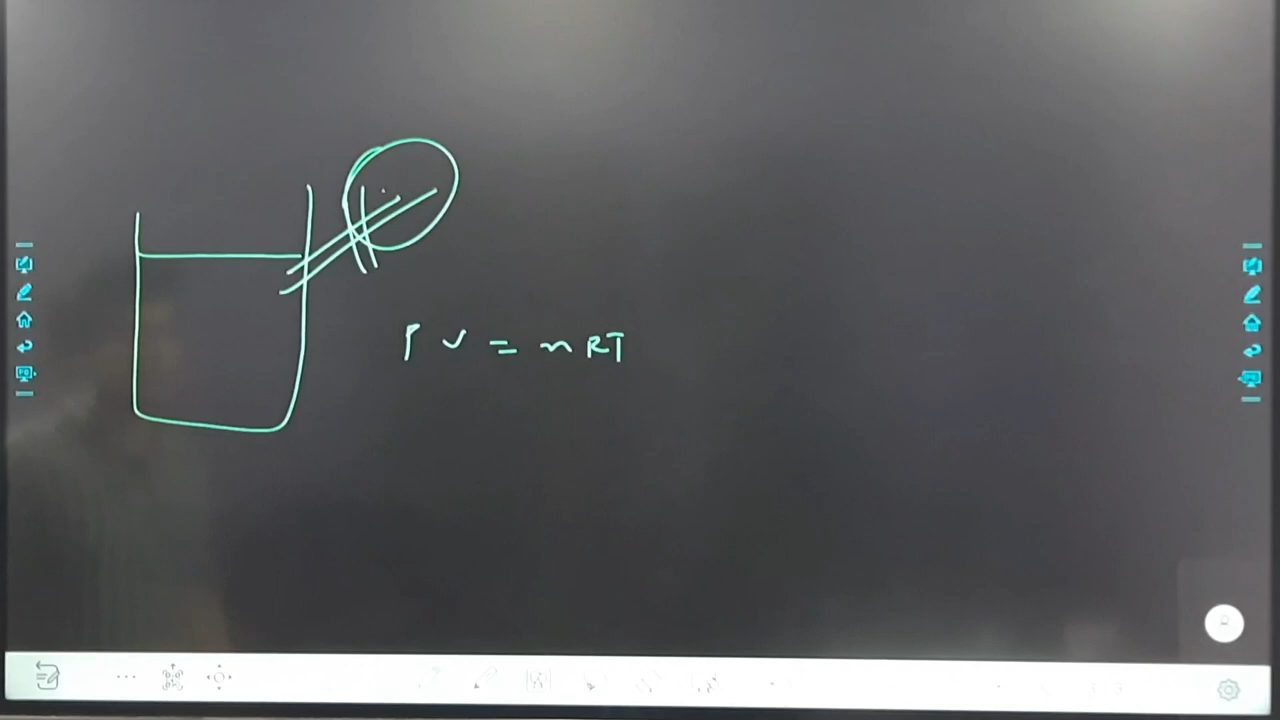 PV = nRT